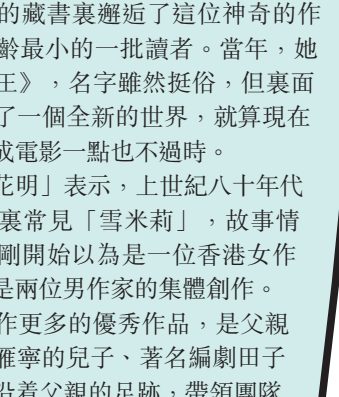 的藏書裏邂逅了這位神奇的作
齡最小的一批讀者。當年，她
王》，名字雖然挺俗，但裏面
了一個全新的世界，就算現在
成電影一點也不過時。
花明」表示，上世紀八十年代
裏常見「雪米莉」，故事情
剛開始以為是一位香港女作
是兩位男作家的集體創作。
作更多的優秀作品，是父親
雁寧的兒子、著名編劇田子
沿着父親的足跡，帶領團隊